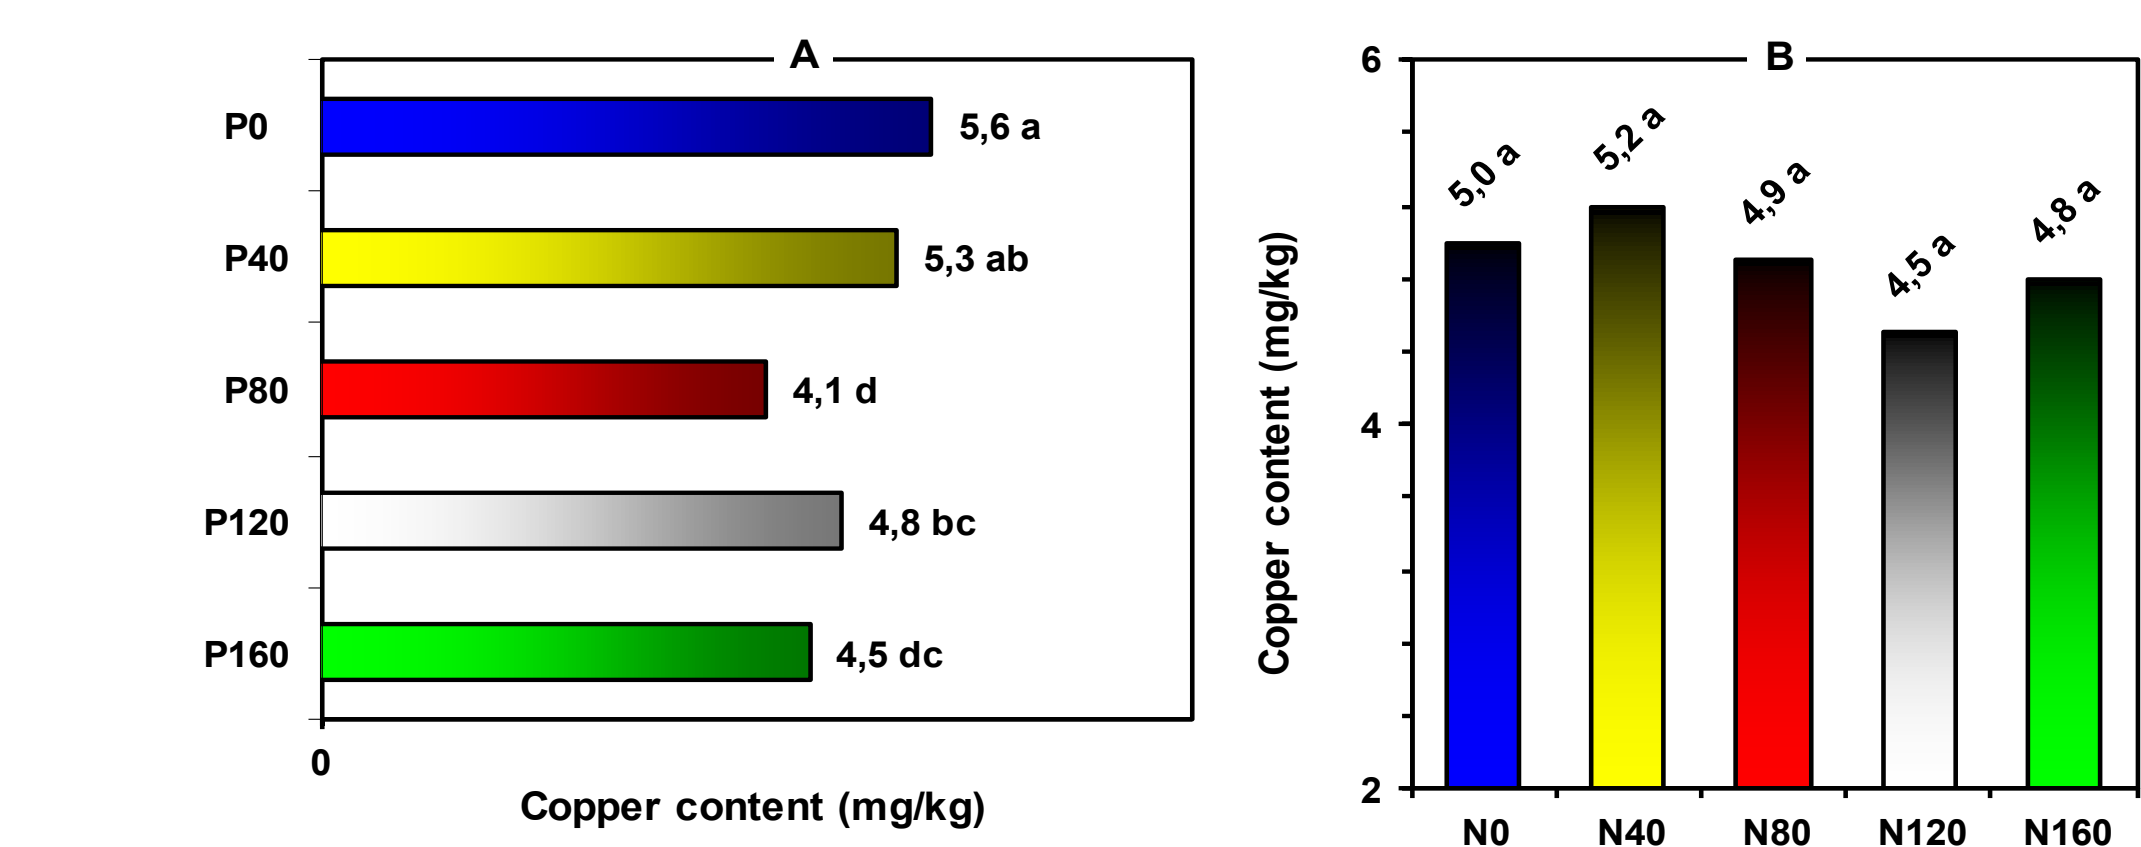 A
P0
5,6 a
P40
5,3 ab
P80
4,1 d
P120
4,8 bc
P160
4,5 dc
0
Copper content (mg/kg)
B
Copper content (mg/kg)
6
4
2
5,0 a
5,2 a
4,9 a
4,5 a
4,8 a
N0 N40 N80 N120 N160